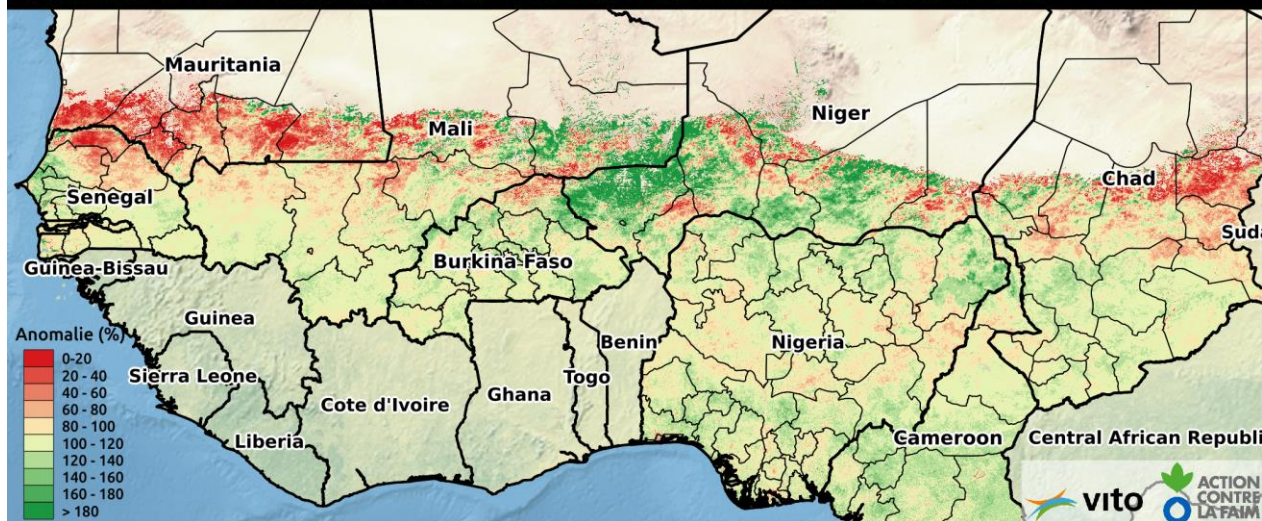 Mauritania
Niger
Mali
Chad
Senegal
Suda
Guinea-Bissau
Burkina Faso
Guinea
Anomalie (%)
0-20
20 - 40
40 - 60
60 - 80
80 - 100
100 - 120
120 - 140
140 - 160
160 - 180
> 180
Sierra Leone
Liberia
Cote d'Ivoire
Ghana
Togo
Benin
Nigeria
Cameroon
Central African Republi
vito
ACTION
CONTRE
LA FAIM